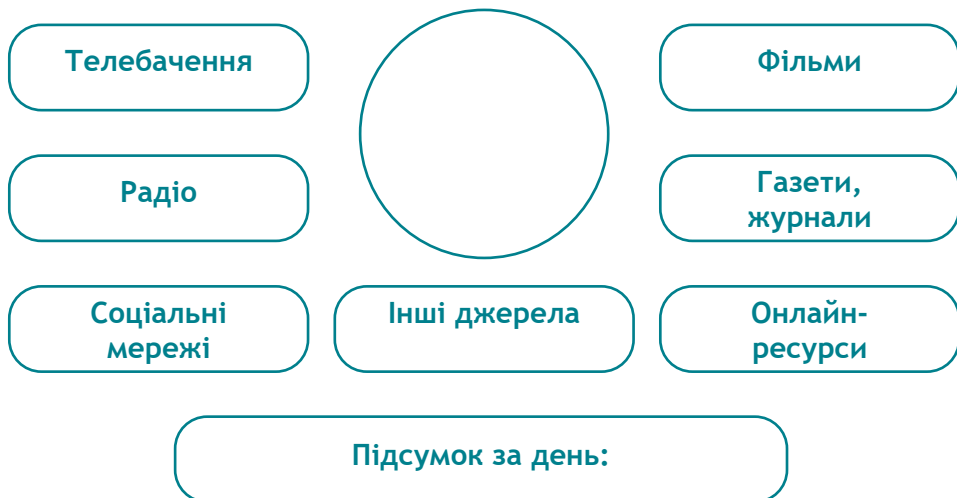 Телебачення
Фільми
Радіо
Газети,
журнали
Соціальні
мережі
Інші джерела
Онлайн-
ресурси
Підсумок за день: